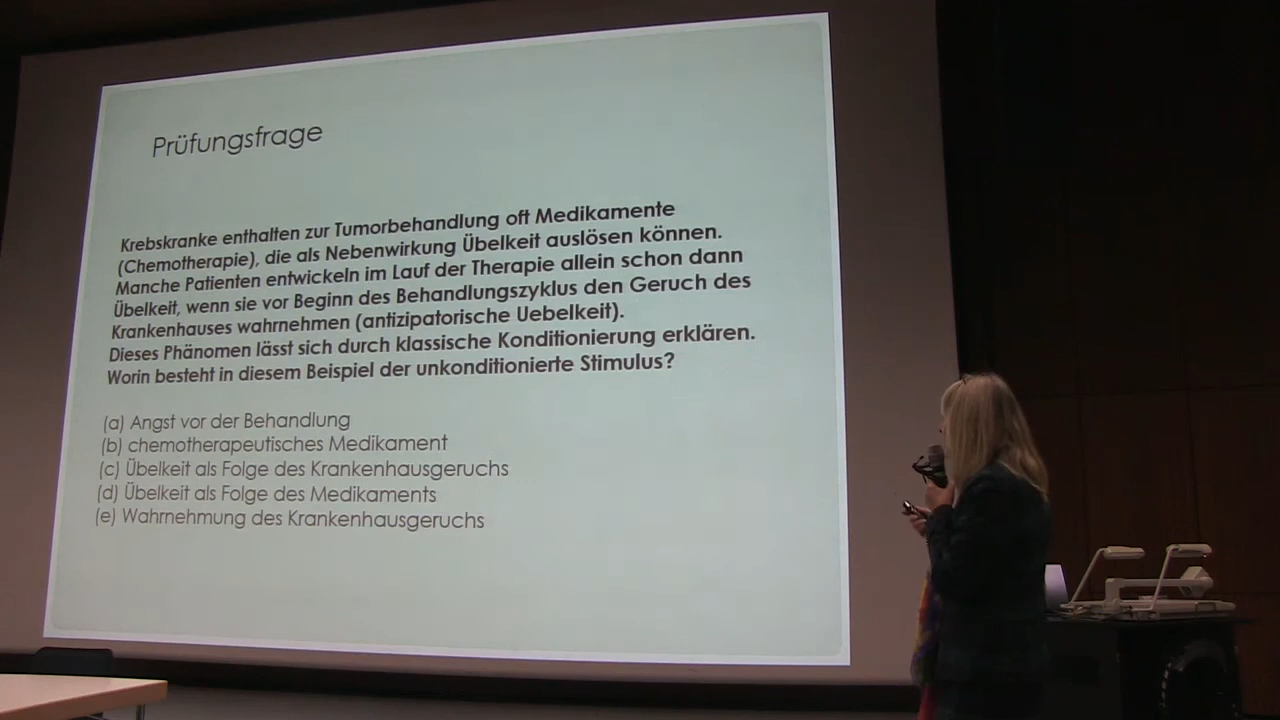 Prüfungsfrage
Krebskranke enthalten zur Tumorbehandlung oft Medikamente
(Chemotherapie), die als Nebenwirkung Übelkeit auslösen können.
Manche Patienten entwickeln im Lauf der Therapie allein schon dann
Übelkeit, wenn sie vor Beginn des Behandlungszyklus den Geruch des
Krankenhauses wahrnehmen (antizipatorische Uebelkeit).
Dieses Phänomen lässt sich durch klassische Konditionierung erklären.
Worin besteht in diesem Beispiel der unkonditionierte Stimulus?
(a) Angst vor der Behandlung
(b) chemotherapeutisches Medikament
(c) Übelkeit als Folge des Krankenhausgeruchs
(d) Übelkeit als Folge des Medikaments
(e) Wahrnehmung des Krankenhausgeruchs